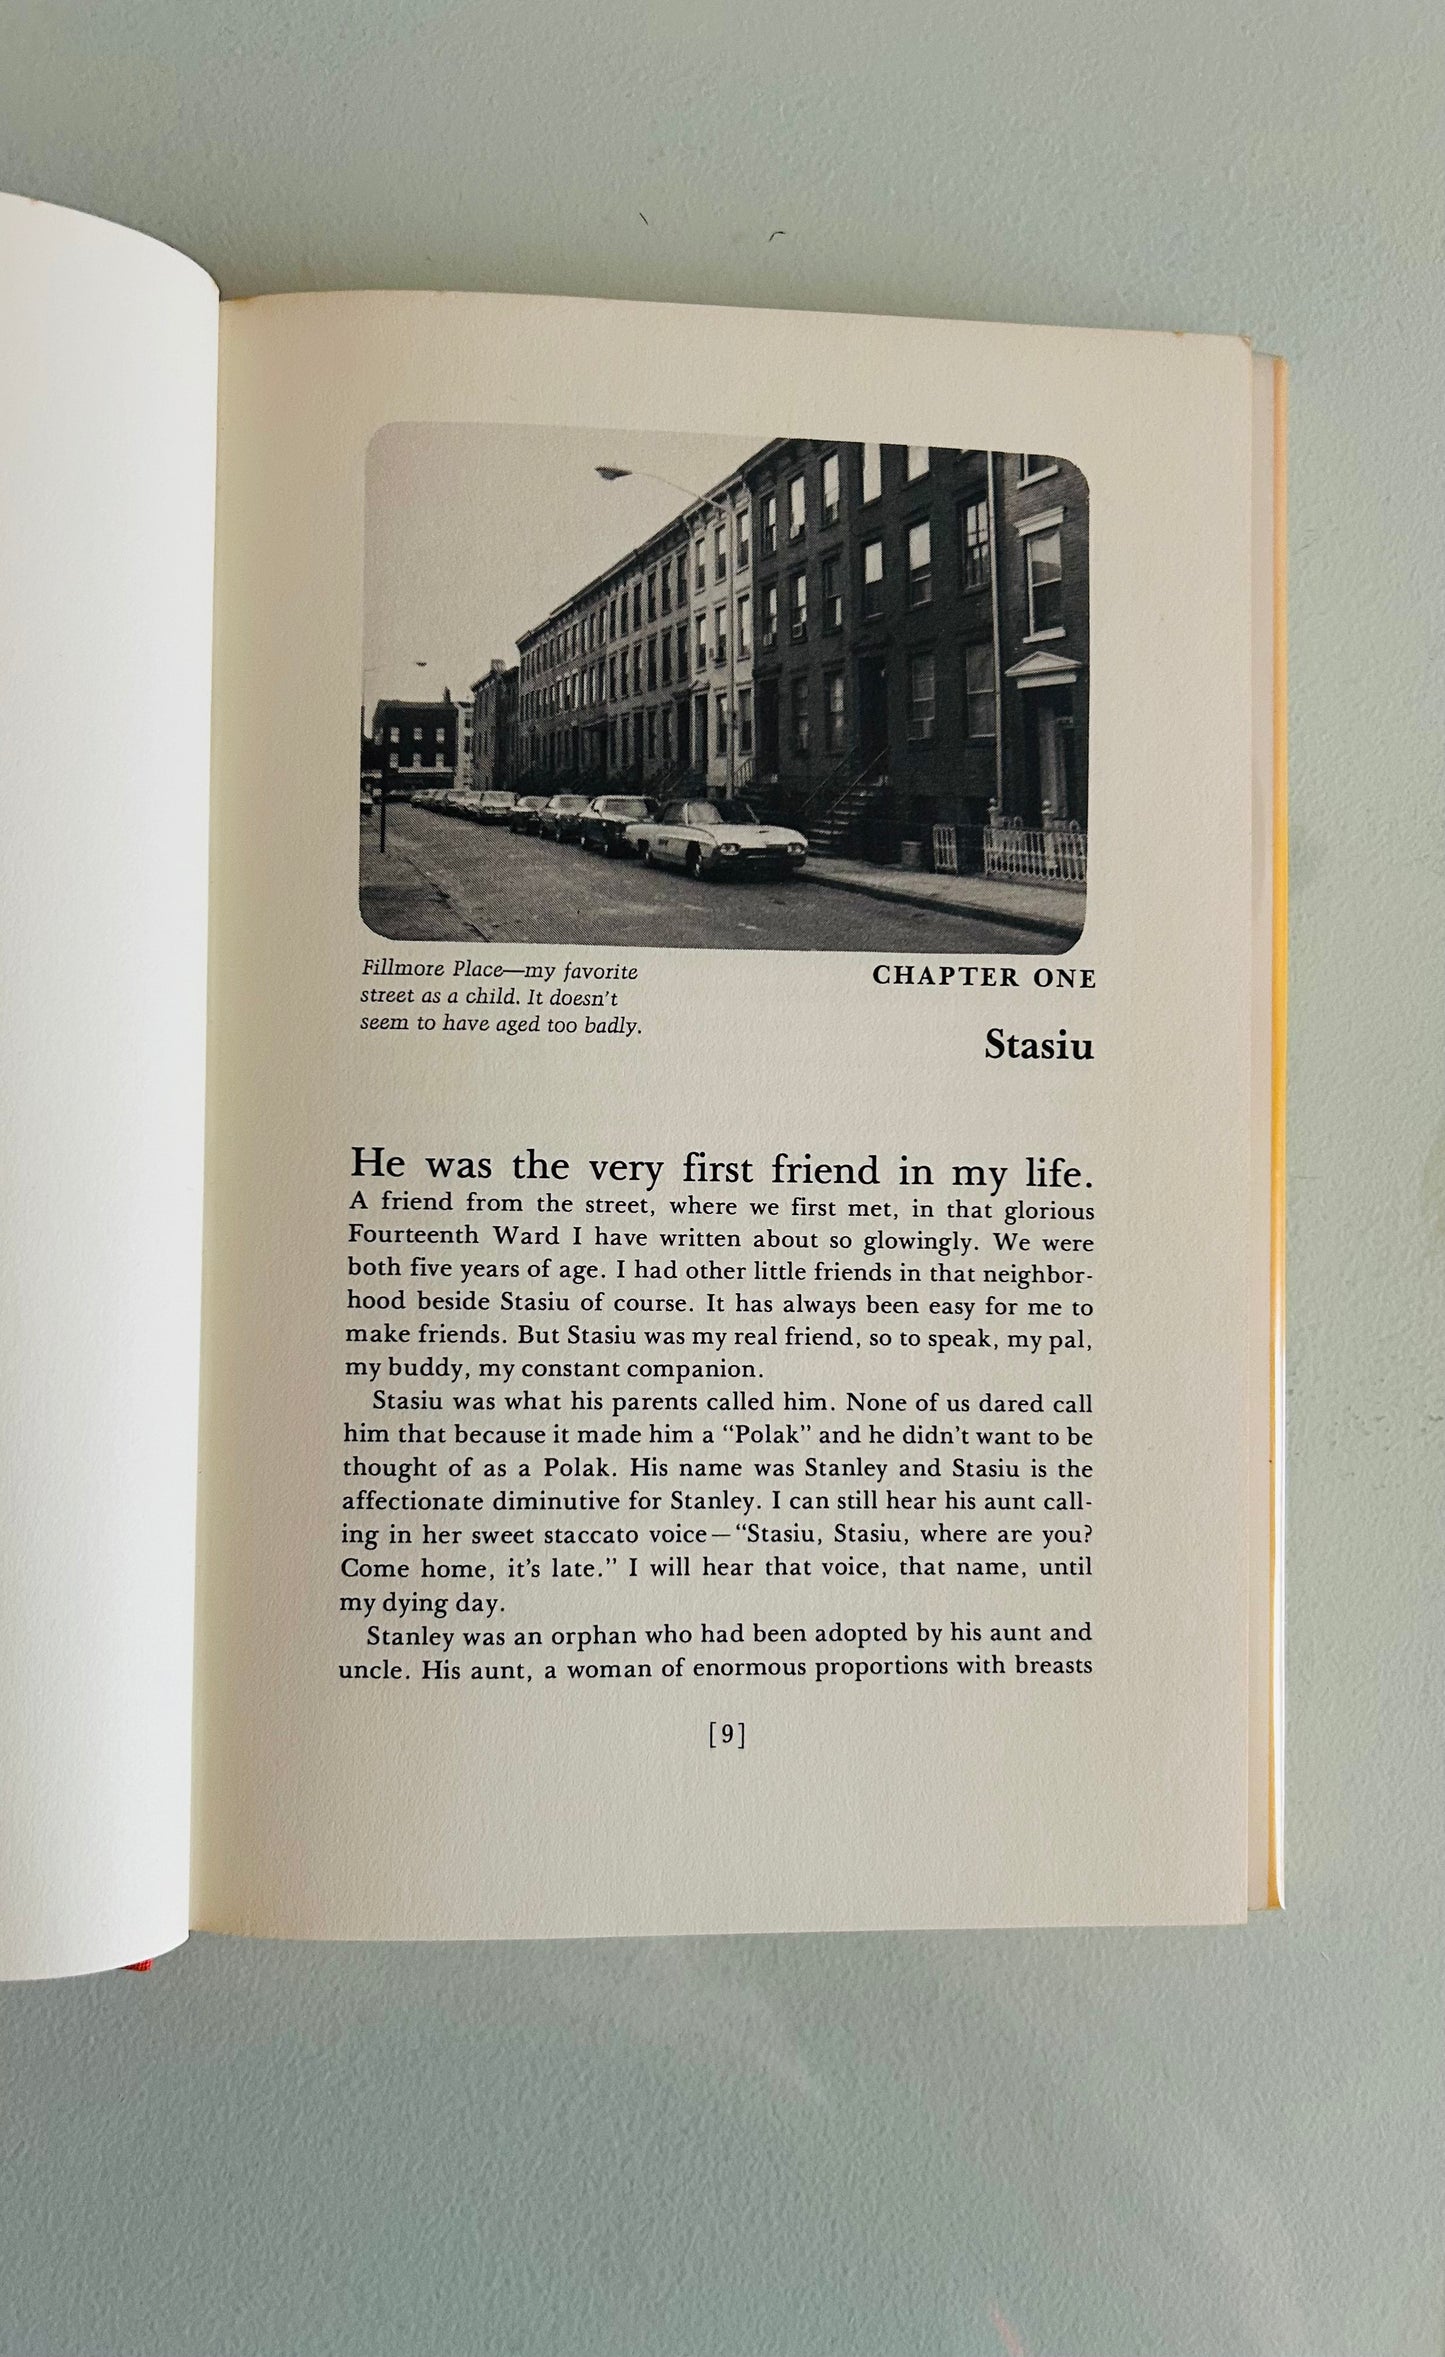 Fillmore Place—my favorite
street as a child. It doesn't
seem to have aged too badly.
CHAPTER ONE
Stasiu
He was the very first friend in my life.
A friend from the street, where we first met, in that glorious
Fourteenth Ward I have written about so glowingly. We were
both five years of age. I had other little friends in that neighbor-
hood beside Stasiu of course. It has always been easy for me to
make friends. But Stasiu was my real friend, so to speak, my pal,
my buddy, my constant companion.
Stasiu was what his parents called him. None of us dared call
him that because it made him a “Polak” and he didn't want to be
thought of as a Polak. His name was Stanley and Stasiu is the
affectionate diminutive for Stanley. I can still hear his aunt call-
ing in her sweet staccato voice—“Stasiu, Stasiu, where are you?
Come home, it's late.” I will hear that voice, that name, until
my dying day.
Stanley was an orphan who had been adopted by his aunt and
uncle. His aunt, a woman of enormous proportions with breasts
[9]